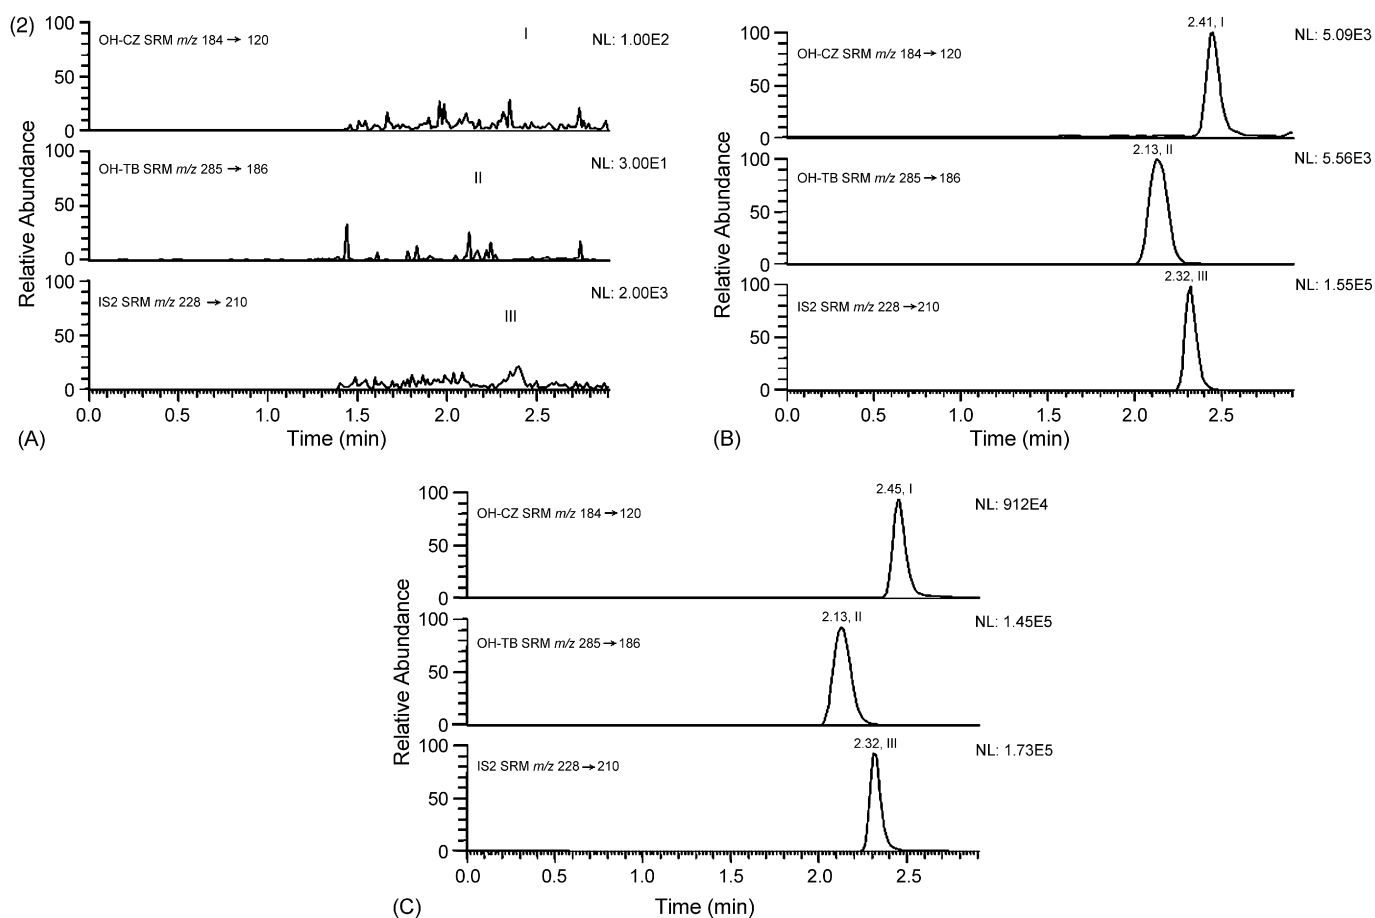 (2)
100
OH-CZ SRM m/z 184 → 120
I
NL: 1.00E2
50
0
100
OH-TB SRM m/z 285 → 186
II
NL: 3.00E1
50
0
100
IS2 SRM m/z 228 → 210
III
NL: 2.00E3
50
0
Relative Abundance
0.0 0.5 1.0 1.5 2.0 2.5
Time (min)
(A)
2.41, I
100
OH-CZ SRM m/z 184 → 120
NL: 5.09E3
50
0
2.13, II
100
OH-TB SRM m/z 285 → 186
NL: 5.56E3
50
0
2.32, III
100
IS2 SRM m/z 228 → 210
NL: 1.55E5
50
0
Relative Abundance
0.0 0.5 1.0 1.5 2.0 2.5
Time (min)
(B)
2.45, I
100
OH-CZ SRM m/z 184 → 120
NL: 912E4
50
0
2.13, II
100
OH-TB SRM m/z 285 → 186
NL: 1.45E5
50
0
2.32, III
100
IS2 SRM m/z 228 → 210
NL: 1.73E5
50
0
Relative Abundance
0.0 0.5 1.0 1.5 2.0 2.5
Time (min)
(C)